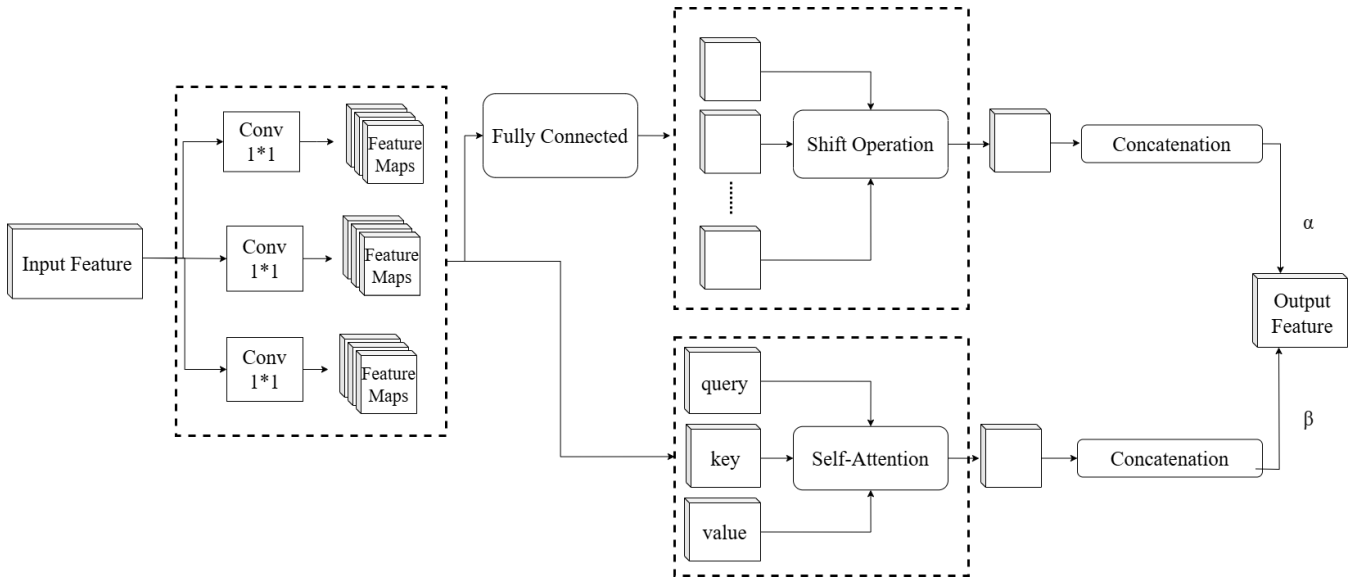 Input Feature
Conv
1*1
Feature
Maps
Conv
1*1
Feature
Maps
Conv
1*1
Feature
Maps
Fully Connected
Shift Operation
Concatenation
α
query
key
value
Self-Attention
Concatenation
β
Output
Feature